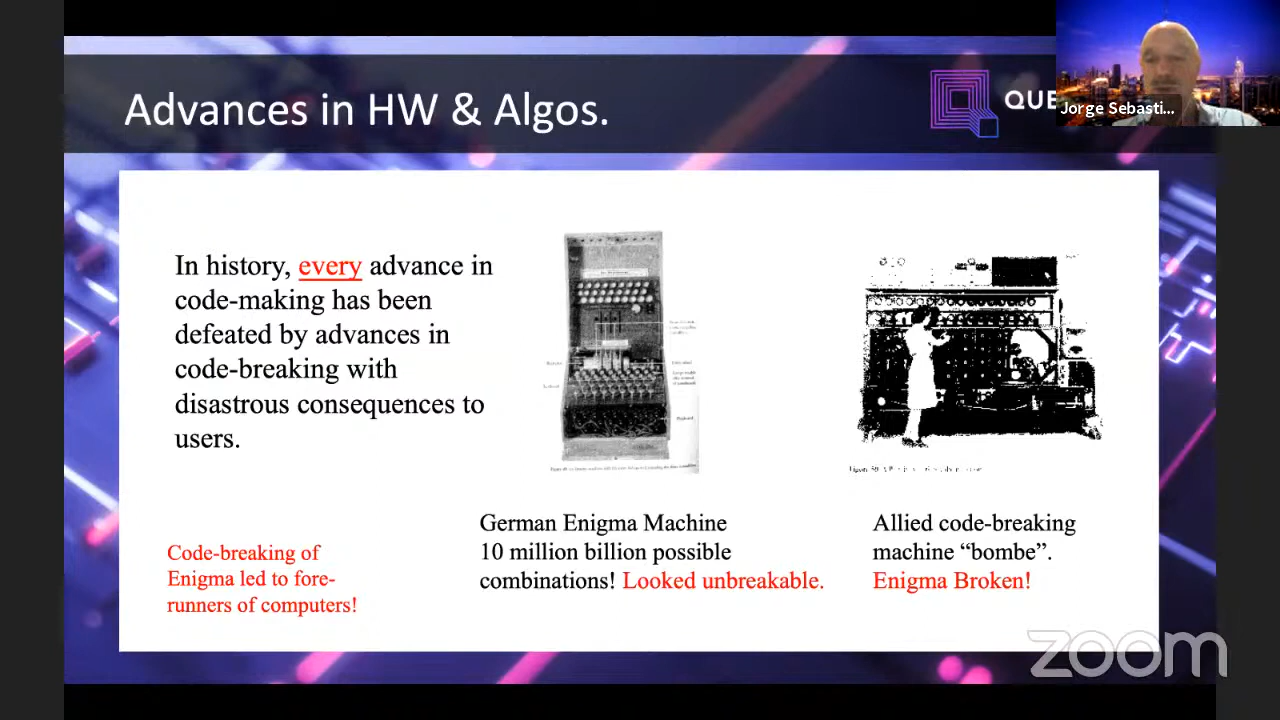 Advances in HW & Algos.
QUE
Jorge Sebasti...
In history, every advance in
code-making has been
defeated by advances in
code-breaking with
disastrous consequences to
users.
German Enigma Machine
10 million billion possible
combinations! Looked unbreakable.
Allied code-breaking
machine “bombe”.
Enigma Broken!
Code-breaking of
Enigma led to fore-
runners of computers!
zoom